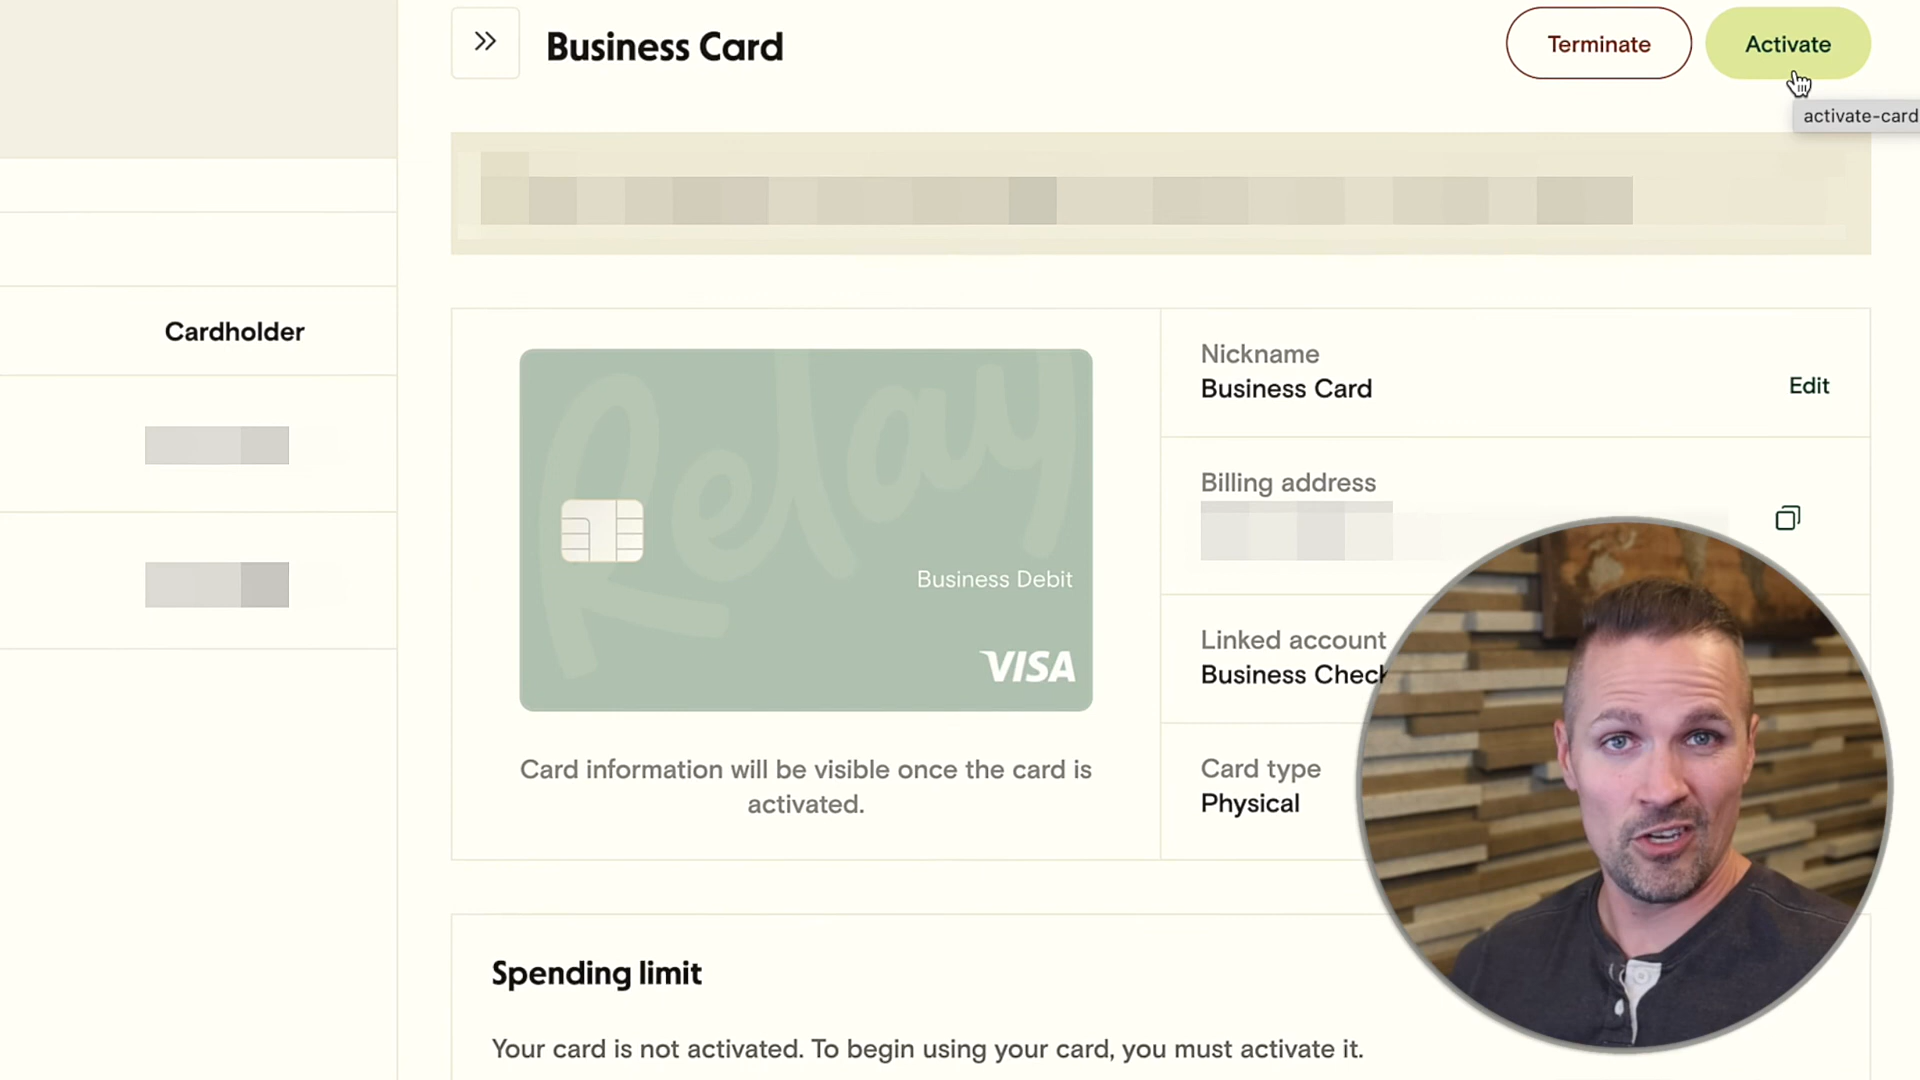 Business Card
Terminate
Activate
activate-card
Cardholder
Relay
Business Debit
VISA
Card information will be visible once the card is
activated.
Nickname
Business Card
Edit
Billing address
Linked account
Business Check
Card type
Physical
Spending limit
Your card is not activated. To begin using your card, you must activate it.